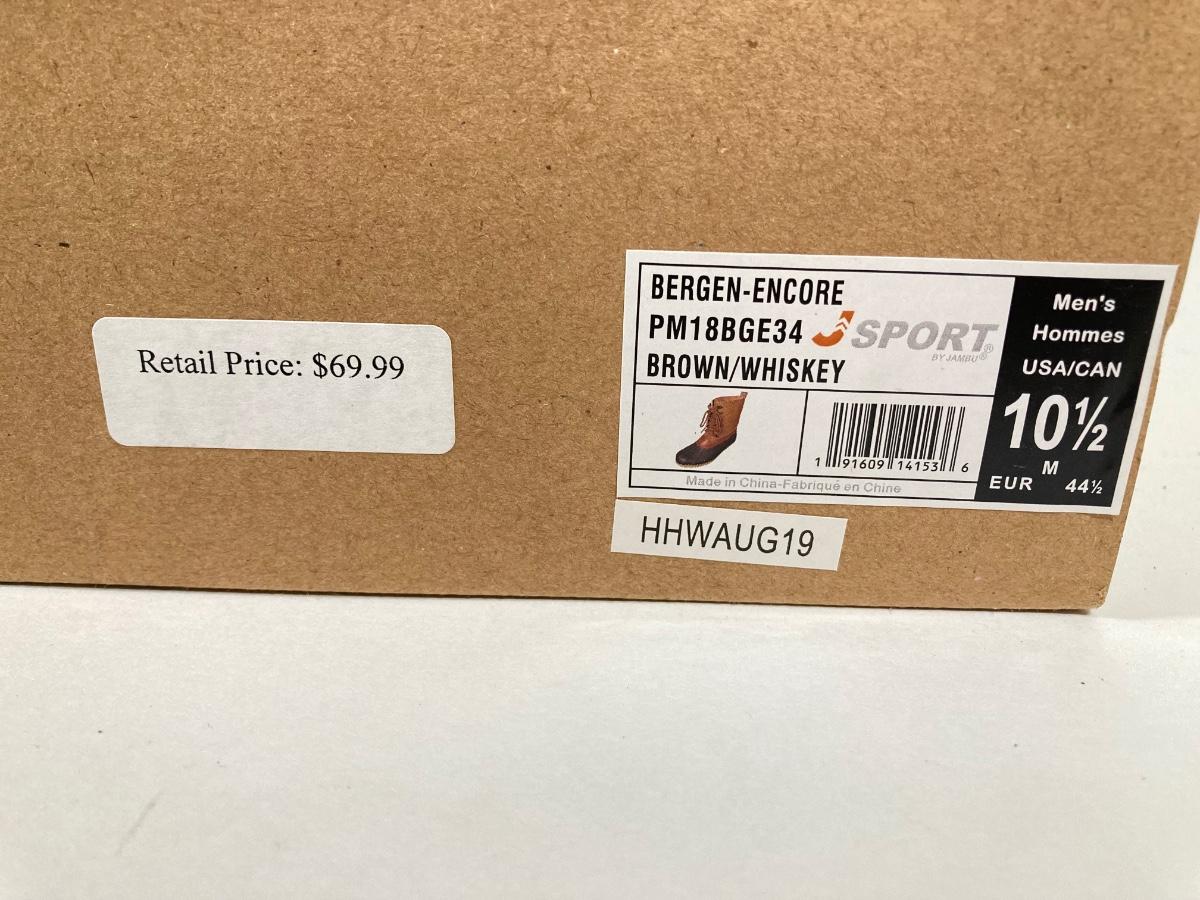 Retail Price: $69.99
BERGEN-ENCORE
PM18BGE34
BROWN/WHISKEY
JSPORT®
BY JAMBU®
Men's
Hommes
USA/CAN
10½
M
EUR 44½
1 91609 14153 6
Made in China-Fabriqué en Chine
HHWAUG19